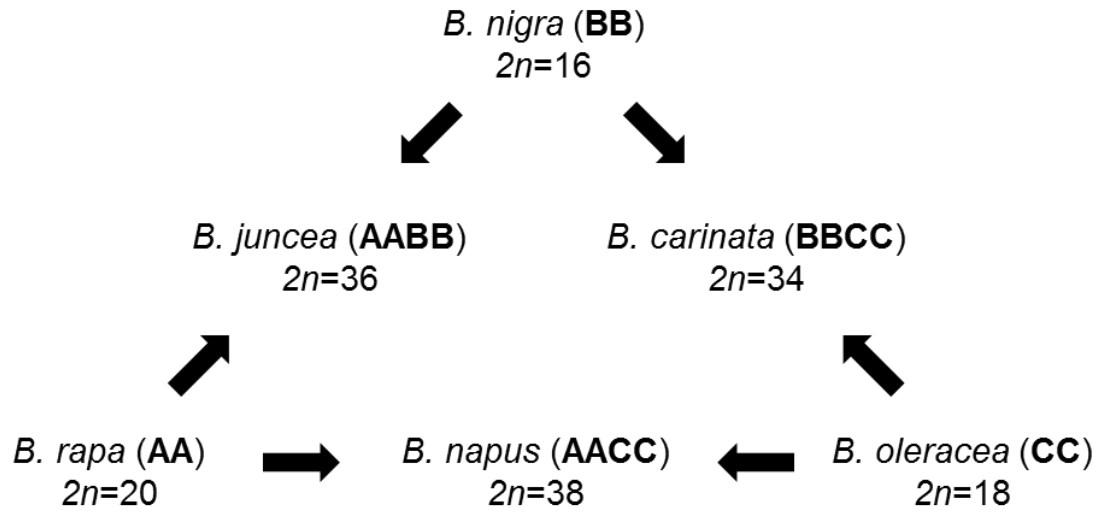 B. nigra (BB)
2n=16
B. juncea (AABB)
2n=36
B. carinata (BBCC)
2n=34
B. rapa (AA)
2n=20
B. napus (AACC)
2n=38
B. oleracea (CC)
2n=18